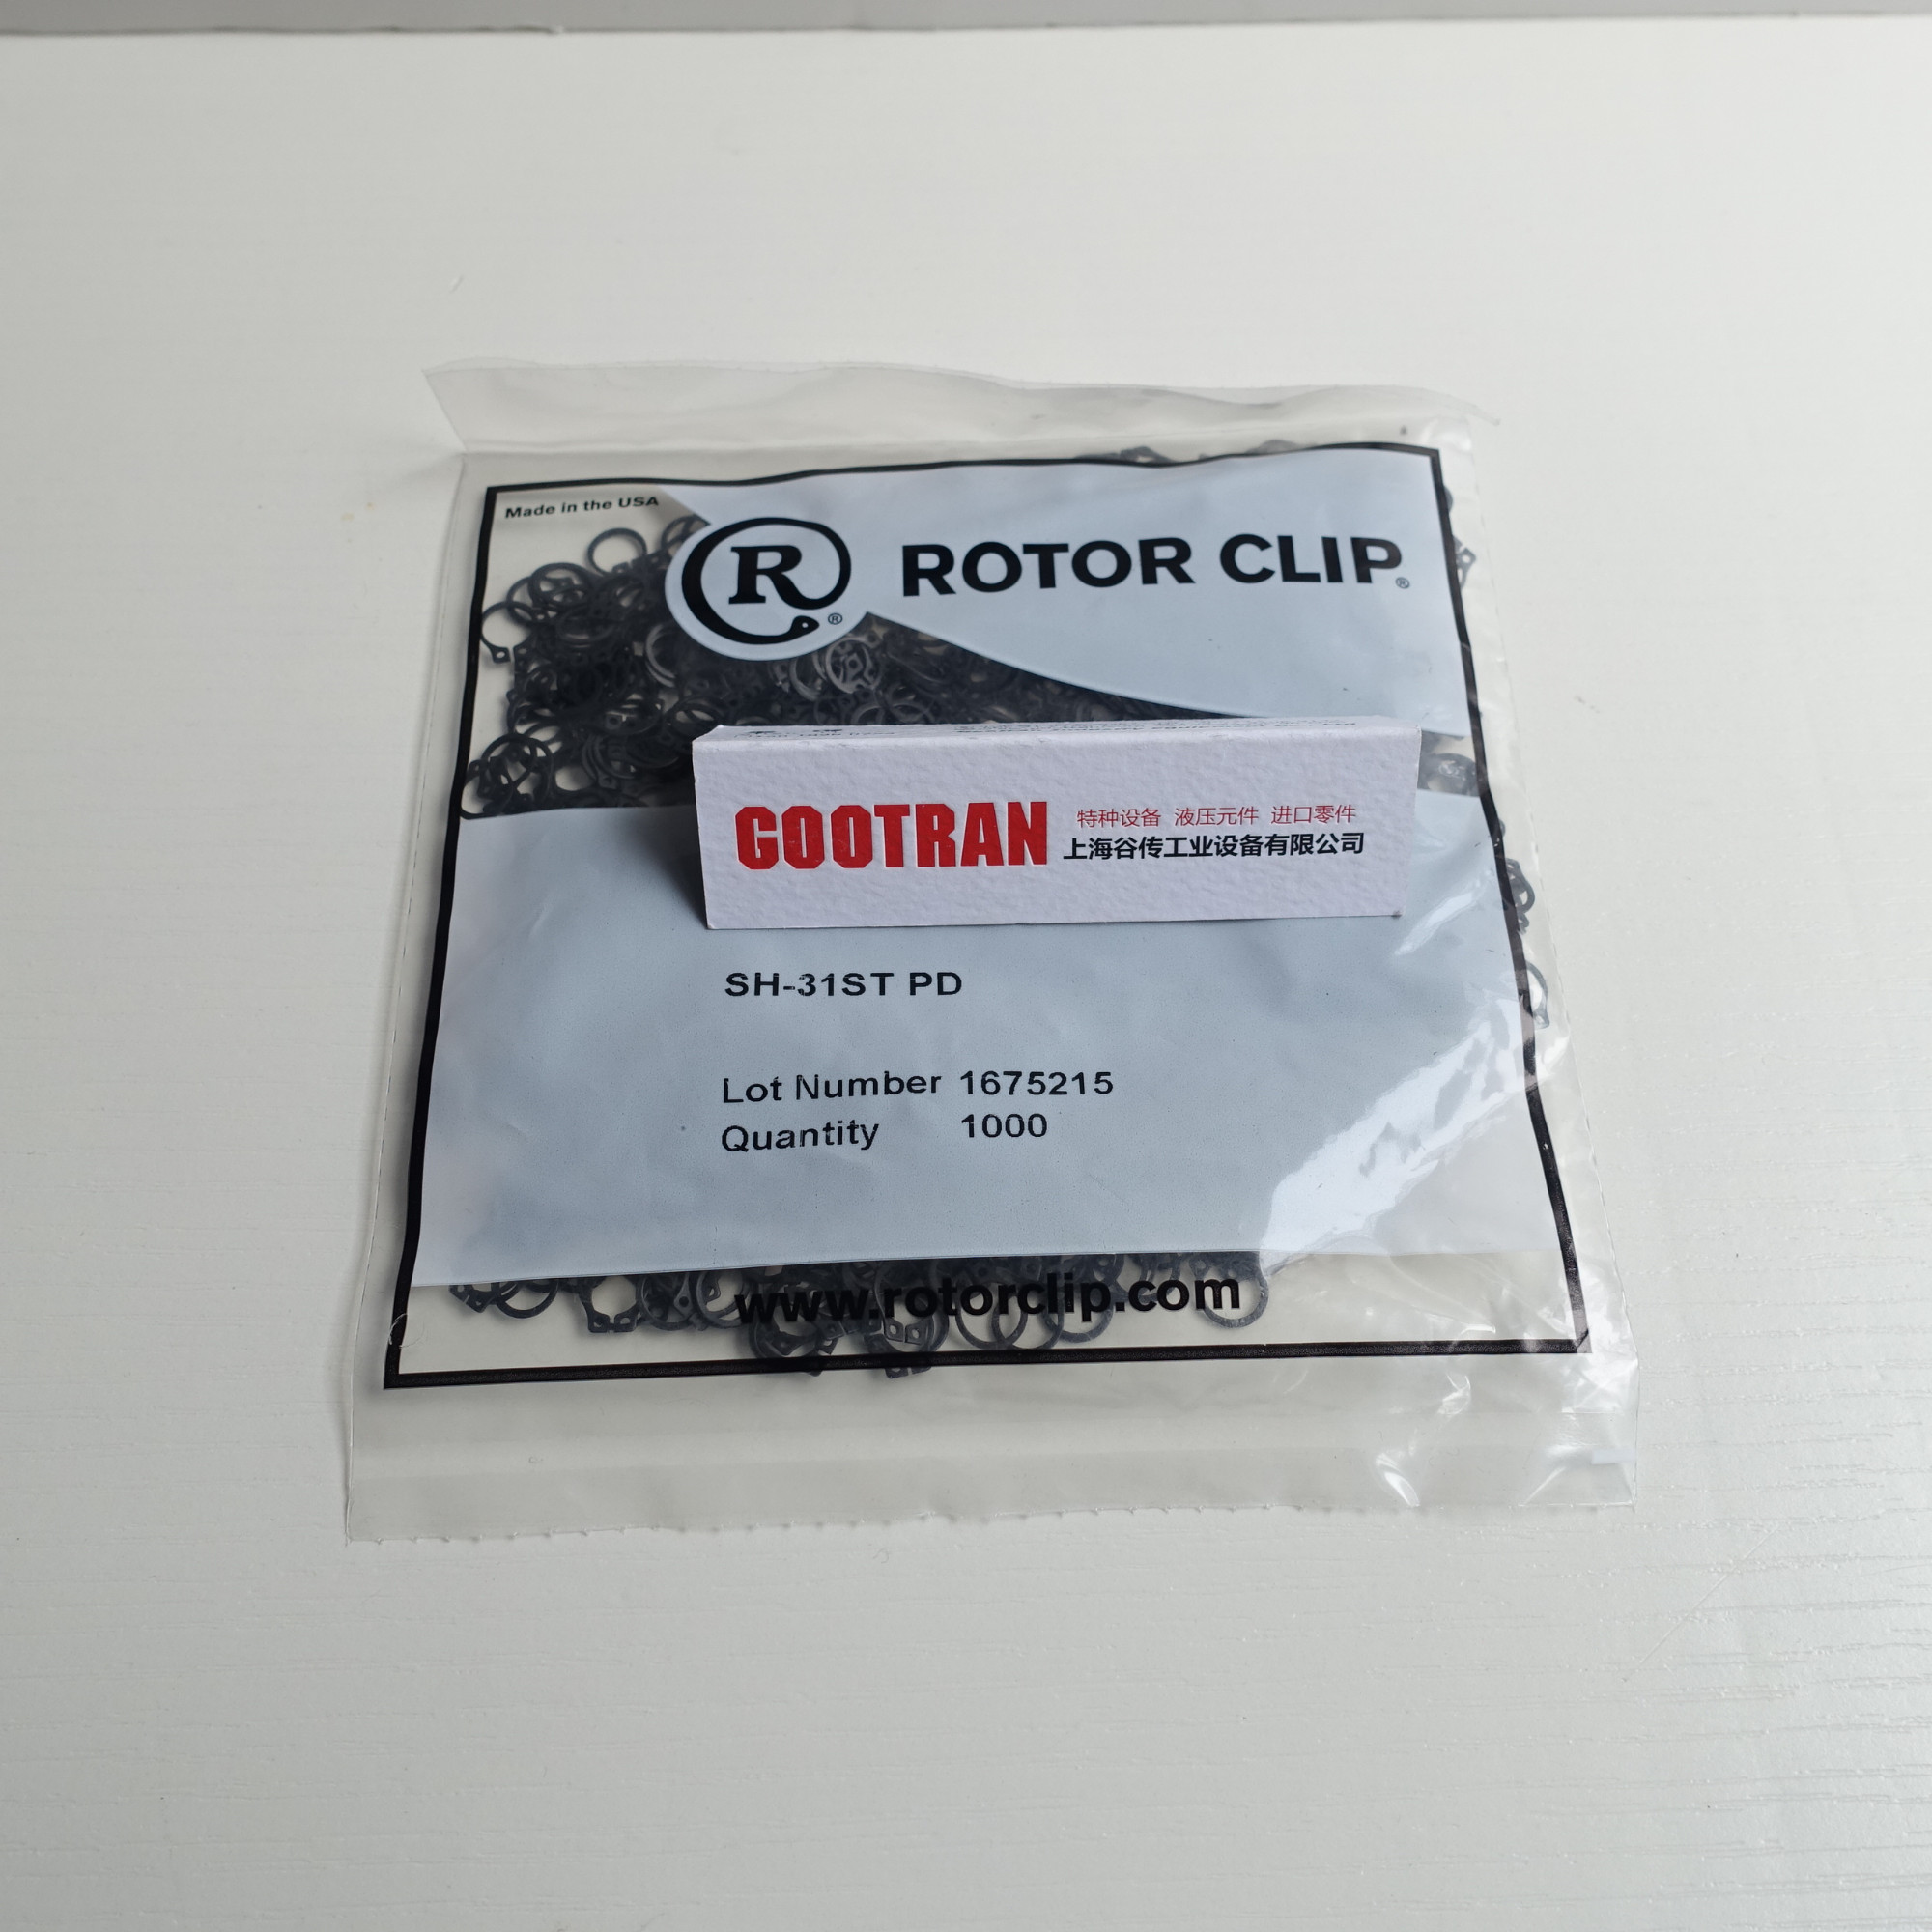 Made in the USA
R
®
ROTOR CLIP®
GOOTRAN
特种设备 液压元件 进口零件
上海谷传工业设备有限公司
SH-31ST PD
Lot Number 1675215
Quantity 1000
www.rotorclip.com